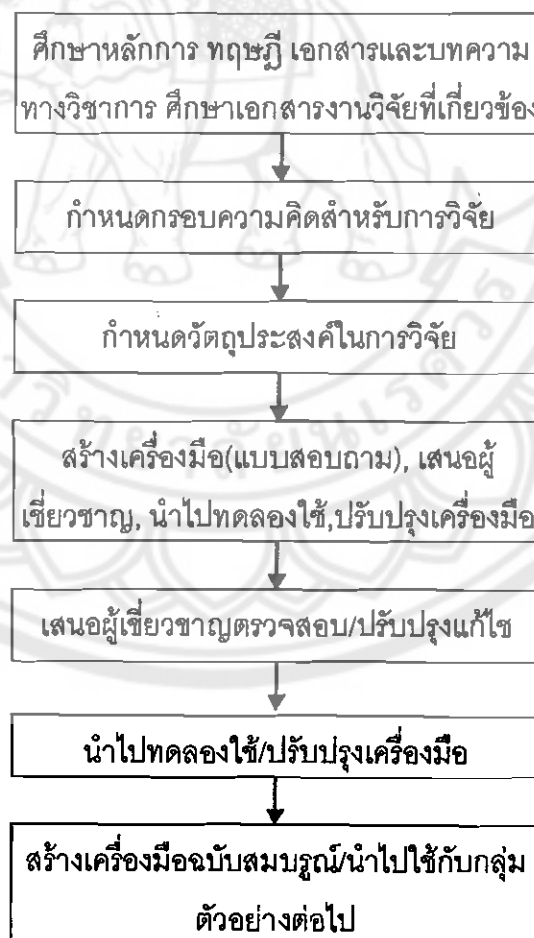 ศึกษาหลักการ ทฤษฎี เอกสารและบทความ
ทางวิชาการ ศึกษาเอกสารงานวิจัยที่เกี่ยวข้อง
กำหนดกรอบความคิดสำหรับการวิจัย
กำหนดวัตถุประสงค์ในการวิจัย
สร้างเครื่องมือ(แบบสอบถาม), เสนอผู้
เชี่ยวชาญ, นำไปทดลองใช้,ปรับปรุงเครื่องมือ
เสนอผู้เชี่ยวชาญตรวจสอบ/ปรับปรุงแก้ไข
นำไปทดลองใช้/ปรับปรุงเครื่องมือ
สร้างเครื่องมือฉบับสมบรูณ์/นำไปใช้กับกลุ่ม
ตัวอย่างต่อไป